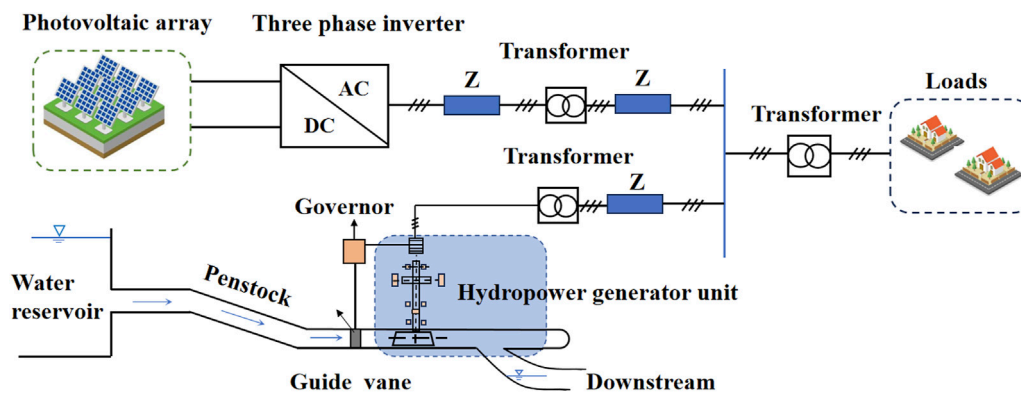 Photovoltaic array
Three phase inverter
Transformer
AC
DC
Z
Z
Loads
Transformer
Transformer
Z
Governor
Water
reservoir
Penstock
Hydropower generator unit
Guide vane
Downstream